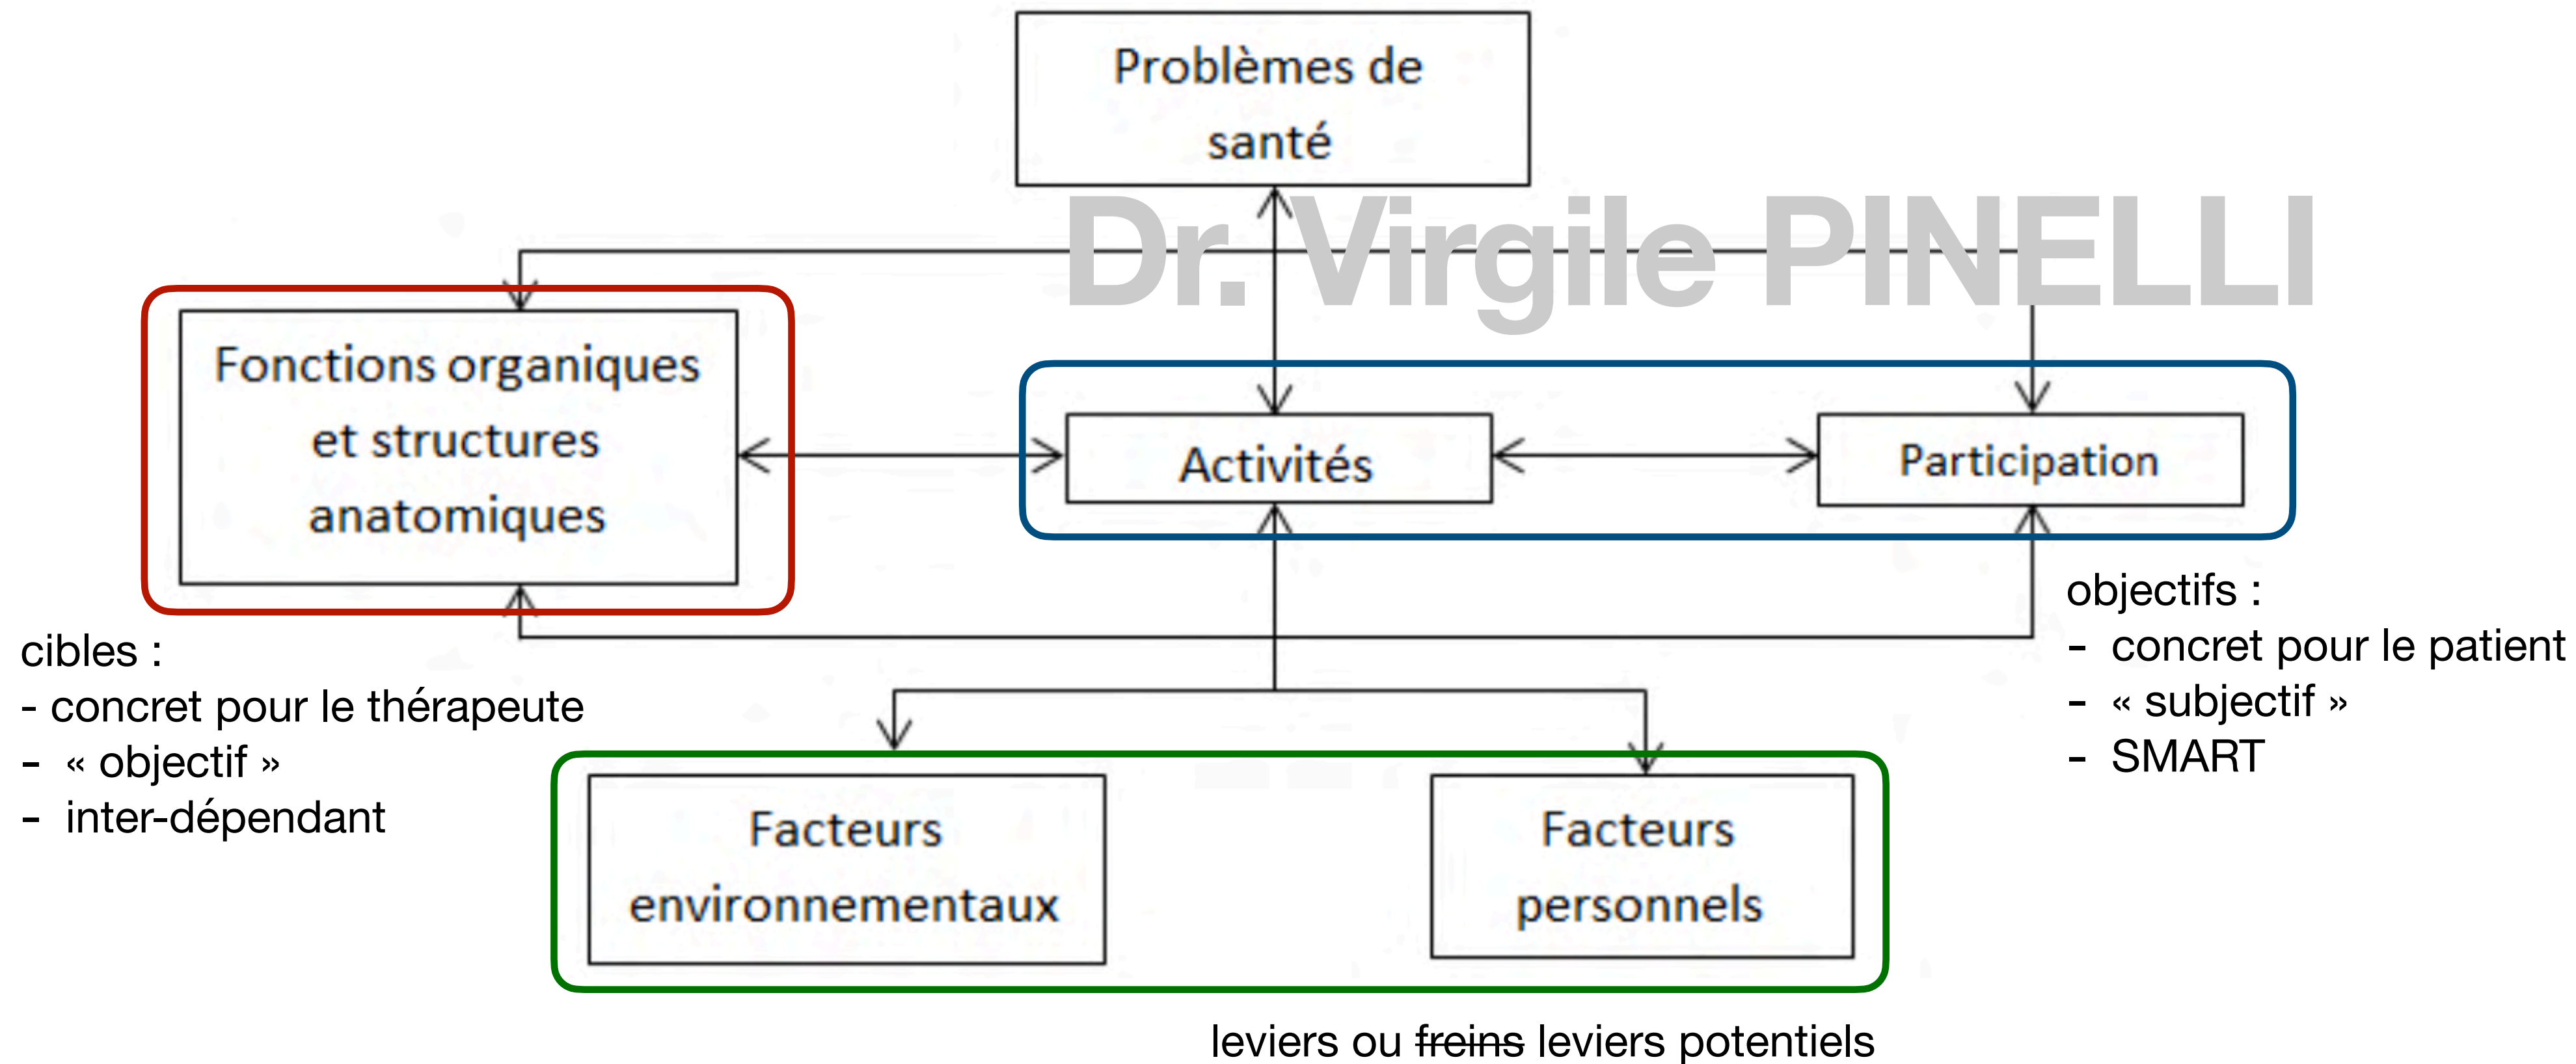 Problèmes de
santé
Dr. Virgile PINELLI
Fonctions organiques
et structures
anatomiques
Activités
Participation
cibles :
- concret pour le thérapeute
- « objectif »
- inter-dépendant
objectifs :
- concret pour le patient
- « subjectif »
- SMART
Facteurs
environnementaux
Facteurs
personnels
leviers ou freins leviers potentiels